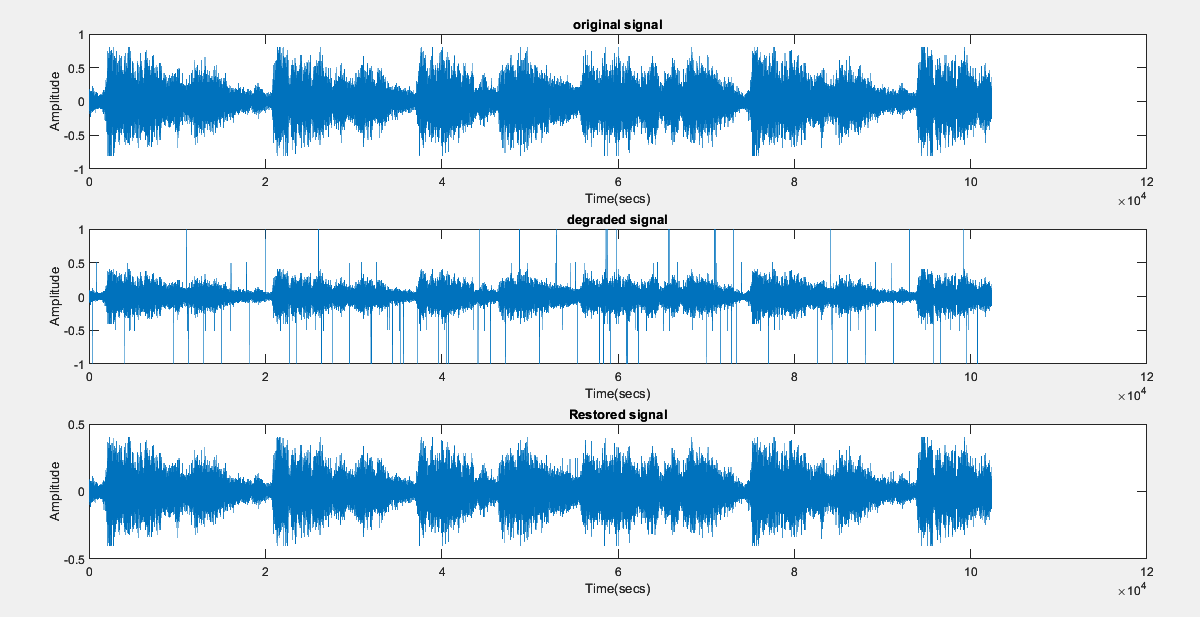 original signal
1
0.5
0
-0.5
-1
Amplitude
0 2 4 6 8 10 12
Time(secs)
×10^4
degraded signal
1
0.5
0
-0.5
-1
Amplitude
0 2 4 6 8 10 12
Time(secs)
×10^4
Restored signal
0.5
0
-0.5
Amplitude
0 2 4 6 8 10 12
Time(secs)
×10^4